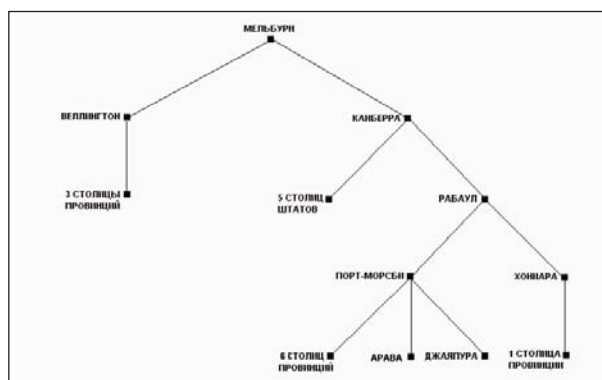 МЕЛЬБУРН
ВЕЛЛИНГТОН
КАНБЕРРА
3 СТОЛИЦЫ
ПРОВИНЦИЙ
5 СТОЛИЦ
ШТАТОВ
РАБАУЛ
ПОРТ-МОРСБИ
ХОНИАРА
6 СТОЛИЦ
ПРОВИНЦИЙ
АРАВА
ДЖАЯПУРА
1 СТОЛИЦА
ПРОВИНЦИИ